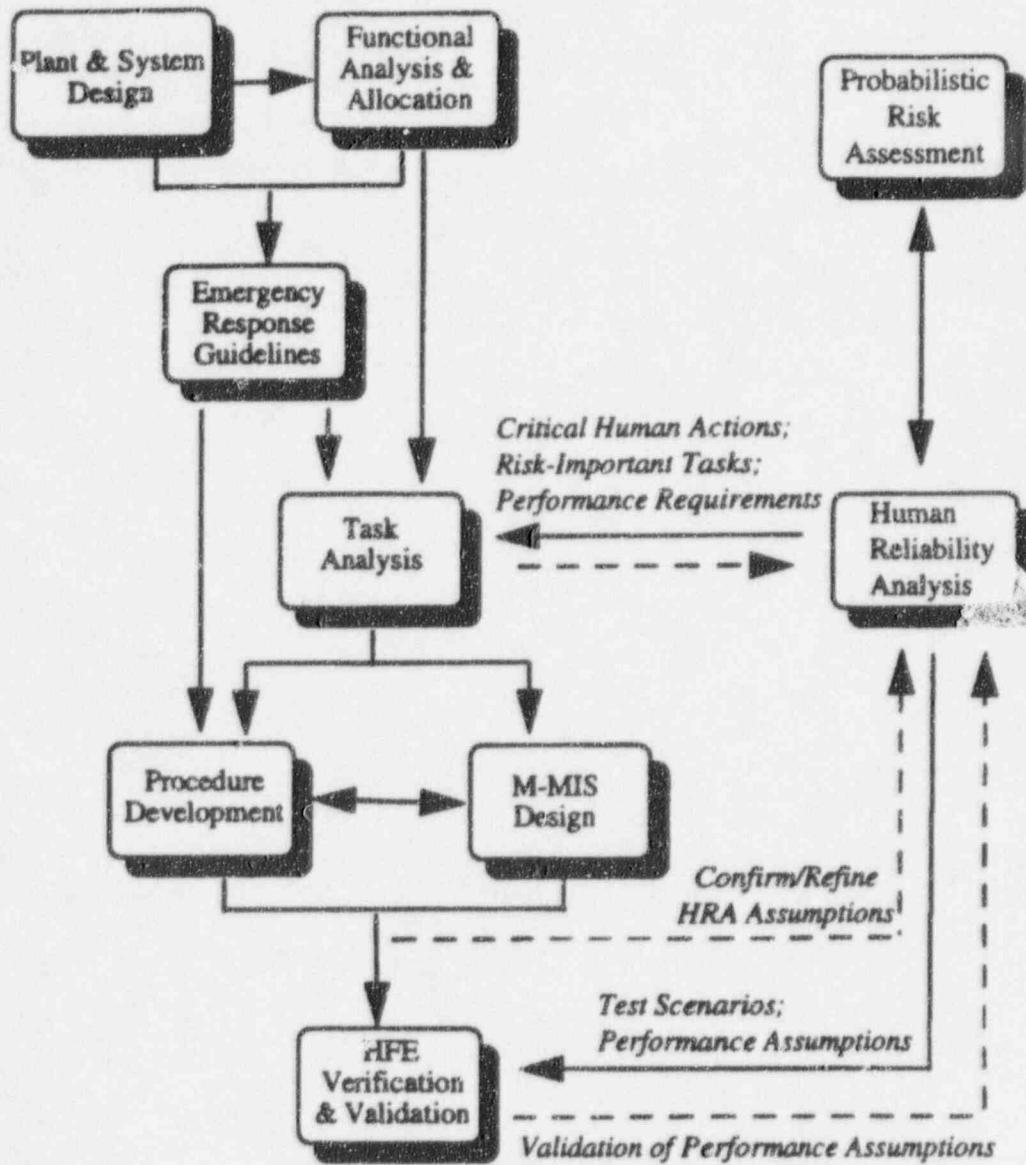 Plant & System
Design
Functional
Analysis &
Allocation
Probabilistic
Risk
Assessment
Emergency
Response
Guidelines
Critical Human Actions;
Risk-Important Tasks;
Performance Requirements
Task
Analysis
Human
Reliability
Analysis
Procedure
Development
M-MIS
Design
Confirm/Refine
HRA Assumptions
Test Scenarios;
Performance Assumptions
HFE
Verification
& Validation
Validation of Performance Assumptions